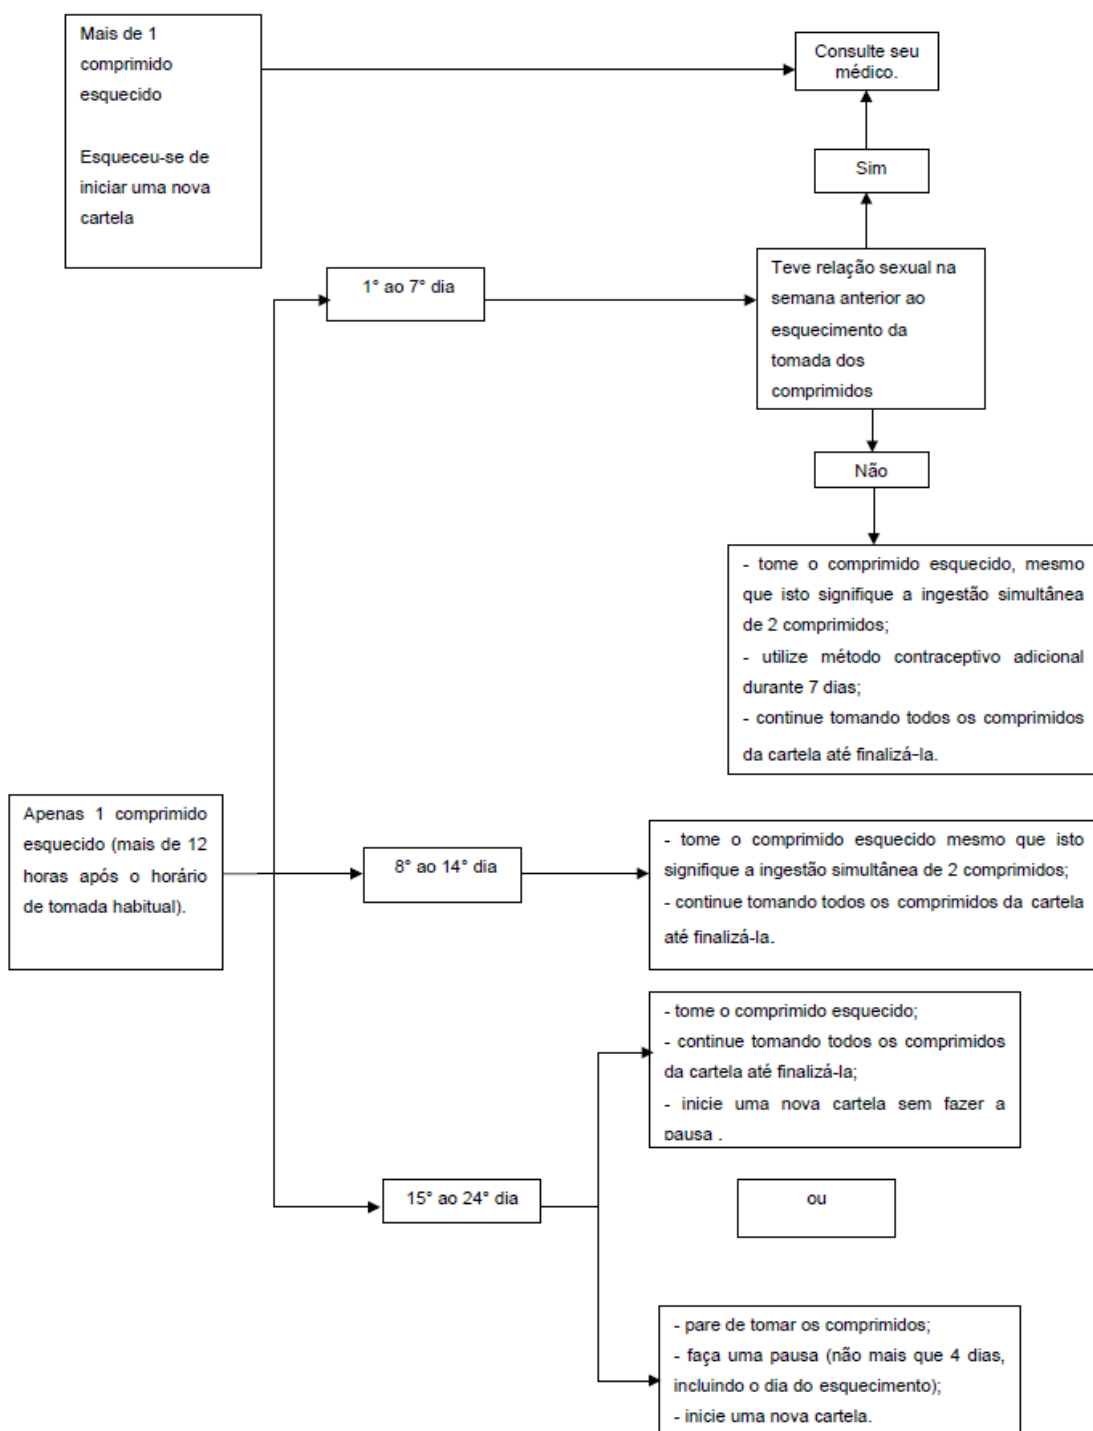 Mais de 1
comprimido
esquecido
Esqueceu-se de
iniciar uma nova
cartela
Consulte seu
médico.
Sim
1° ao 7° dia
Teve relação sexual na
semana anterior ao
esquecimento da
tomada dos
comprimidos
Não
- tome o comprimido esquecido, mesmo
que isto signifique a ingestão simultânea
de 2 comprimidos;
- utilize método contraceptivo adicional
durante 7 dias;
- continue tomando todos os comprimidos
da cartela até finalizá-la.
Apenas 1 comprimido
esquecido (mais de 12
horas após o horário
de tomada habitual).
8° ao 14° dia
- tome o comprimido esquecido mesmo que isto
signifique a ingestão simultânea de 2 comprimidos;
- continue tomando todos os comprimidos da cartela
até finalizá-la.
- tome o comprimido esquecido;
- continue tomando todos os comprimidos
da cartela até finalizá-la;
- inicie uma nova cartela sem fazer a
pausa .
15° ao 24° dia
ou
- pare de tomar os comprimidos;
- faça uma pausa (não mais que 4 dias,
incluindo o dia do esquecimento);
- inicie uma nova cartela.